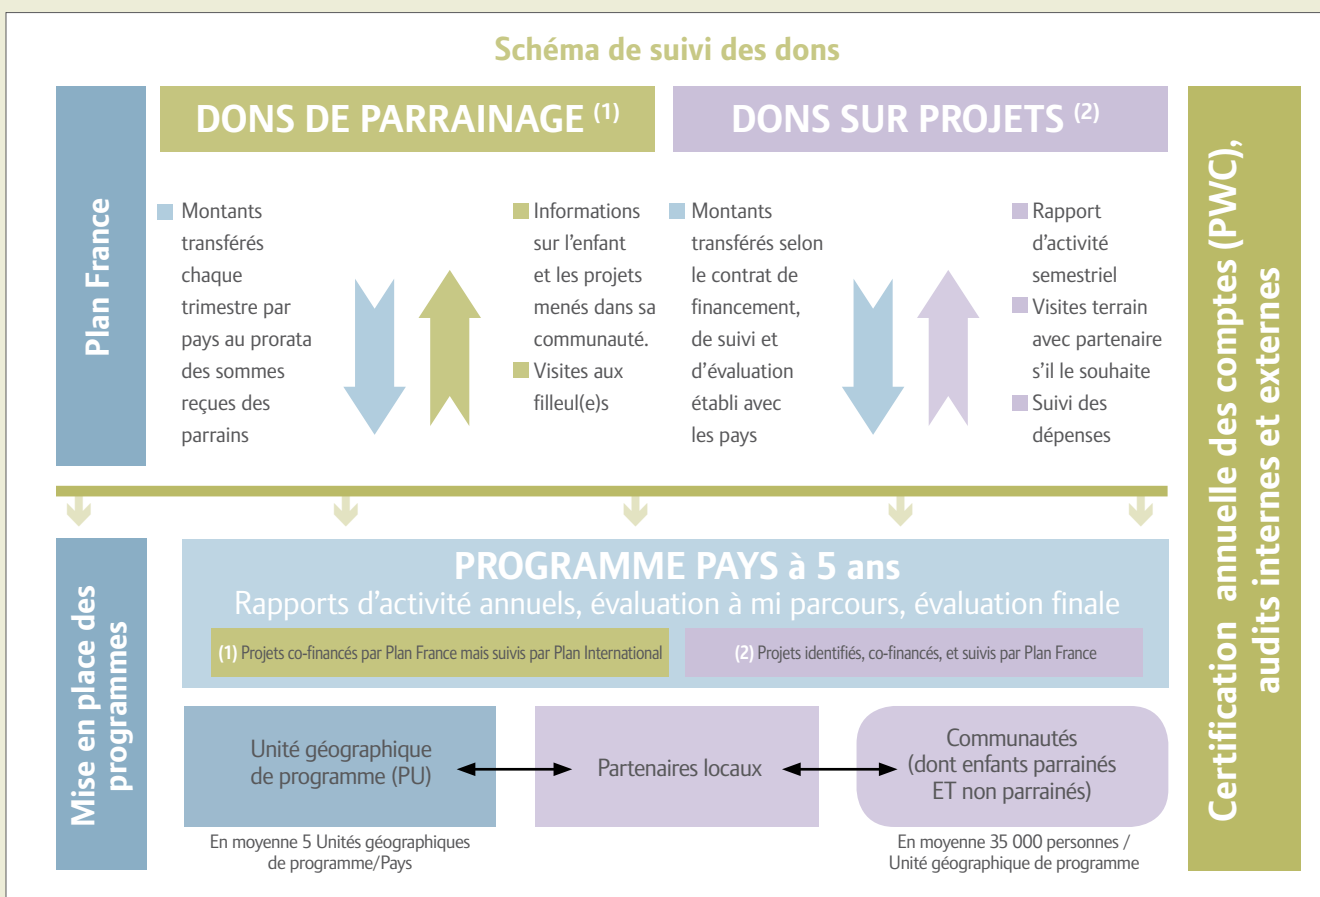 Schéma de suivi des dons
Plan France
DONS DE PARRAINAGE (1)
Montants
transférés
chaque
trimestre par
pays au prorata
des sommes
reçues des
parrains
Informations
sur l'enfant
et les projets
menés dans sa
communauté.
Visites aux
filleul(e)s
DONS SUR PROJETS (2)
Montants
transférés selon
le contrat de
financement,
de suivi et
d'évaluation
établi avec
les pays
Rapport
d'activité
semestriel
Visites terrain
avec partenaire
s'il le souhaite
Suivi des
dépenses
Mise en place des
programmes
PROGRAMME PAYS à 5 ans
Rapports d'activité annuels, évaluation à mi parcours, évaluation finale
(1) Projets co-financés par Plan France mais suivis par Plan International
(2) Projets identifiés, co-financés, et suivis par Plan France
Unité géographique
de programme (PU)
Partenaires locaux
Communautés
(dont enfants parrainés
ET non parrainés)
En moyenne 5 Unités géographiques
de programme/Pays
En moyenne 35 000 personnes /
Unité géographique de programme
Certification annuelle des comptes (PWC),
audits internes et externes